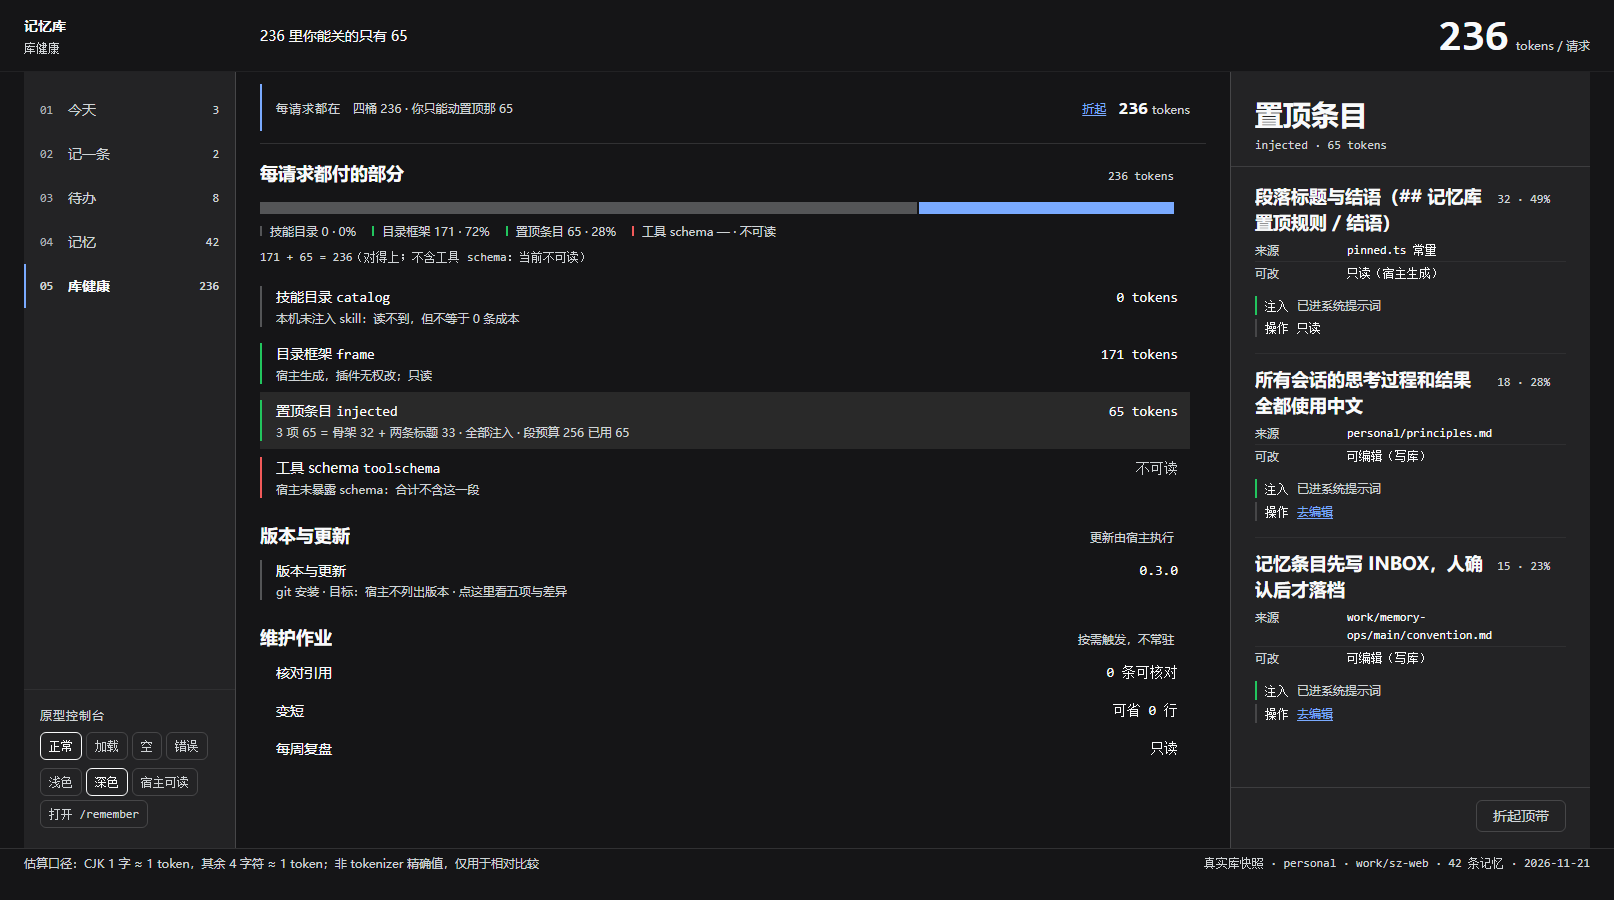 记忆库
库健康
236 里你能关的只有 65
236 tokens / 请求
01 今天 3
02 记一条 2
03 待办 8
04 记忆 42
05 库健康 236
原型控制台
正常 加载 空 错误
浅色 深色 宿主可读
打开 /remember
每请求都在 四桶 236 · 你只能动置顶那 65 折起 236 tokens
每请求都付的部分 236 tokens
技能目录 0 · 0% 目录框架 171 · 72% 置顶条目 65 · 28% 工具 schema — · 不可读
171 + 65 = 236（对得上；不含工具 schema：当前不可读）
技能目录 catalog 0 tokens
本机未注入 skill：读不到，但不等于 0 条成本
目录框架 frame 171 tokens
宿主生成，插件无权改；只读
置顶条目 injected 65 tokens
3 项 65 = 骨架 32 + 两条标题 33 · 全部注入 · 段预算 256 已用 65
工具 schema toolschema 不可读
宿主未暴露 schema：合计不含这一段
版本与更新 更新由宿主执行
版本与更新 0.3.0
git 安装 · 目标：宿主不列出版本 · 点这里看五项与差异
维护作业 按需触发，不常驻
核对引用 0 条可核对
变短 可省 0 行
每周复盘 只读
置顶条目
injected · 65 tokens
段落标题与结语（## 记忆库 32 · 49%
置顶规则 / 结语）
来源 pinned.ts 常量
可改 只读（宿主生成）
注入 已进系统提示词
操作 只读
所有会话的思考过程和结果 18 · 28%
全都使用中文
来源 personal/principles.md
可改 可编辑（写库）
注入 已进系统提示词
操作 去编辑
记忆条目先写 INBOX，人确 15 · 23%
认后才落档
来源 work/memory-
ops/main/convention.md
可改 可编辑（写库）
注入 已进系统提示词
操作 去编辑
折起顶带
估算口径：CJK 1 字 ≈ 1 token，其余 4 字符 ≈ 1 token；非 tokenizer 精确值，仅用于相对比较
真实库快照 · personal · work/sz-web · 42 条记忆 · 2026-11-21